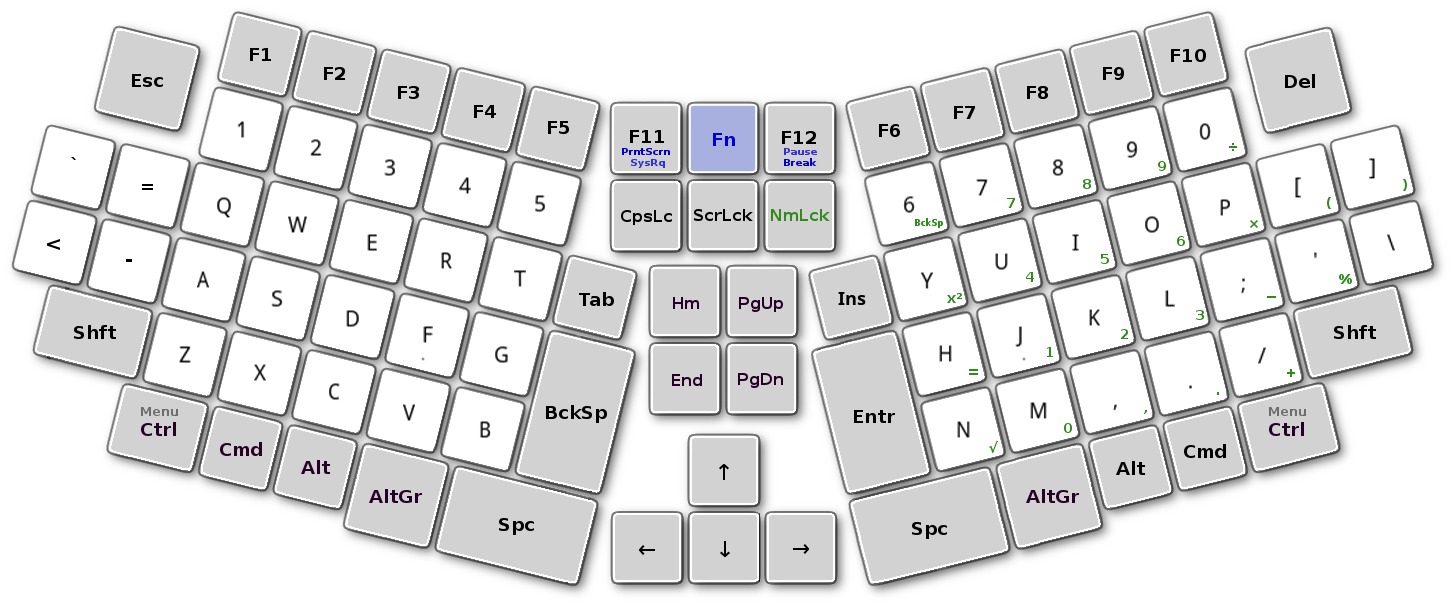 Esc
F1
F2
F3
F4
F5
`
=
1
2
3
4
5
<
-
Q
W
E
R
T
Tab
A
S
D
F
.
G
BckSp
Shft
Z
X
C
V
B
Menu
Ctrl
Cmd
Alt
AltGr
Spc
F11
PrntScrn
SysRq
Fn
F12
Pause
Break
CpsLc
ScrLck
NmLck
Hm
PgUp
End
PgDn
↑
←
↓
→
F6
F7
F8
F9
F10
Del
6
BckSp
7
7
8
8
9
9
0
÷
Ins
Y
x²
U
4
I
5
O
6
P
×
[
(
]
)
Entr
H
=
J
.
1
K
2
L
3
;
−
'
%
\
N
√
M
0
,
,
.
.
/
+
Shft
Spc
AltGr
Alt
Cmd
Menu
Ctrl